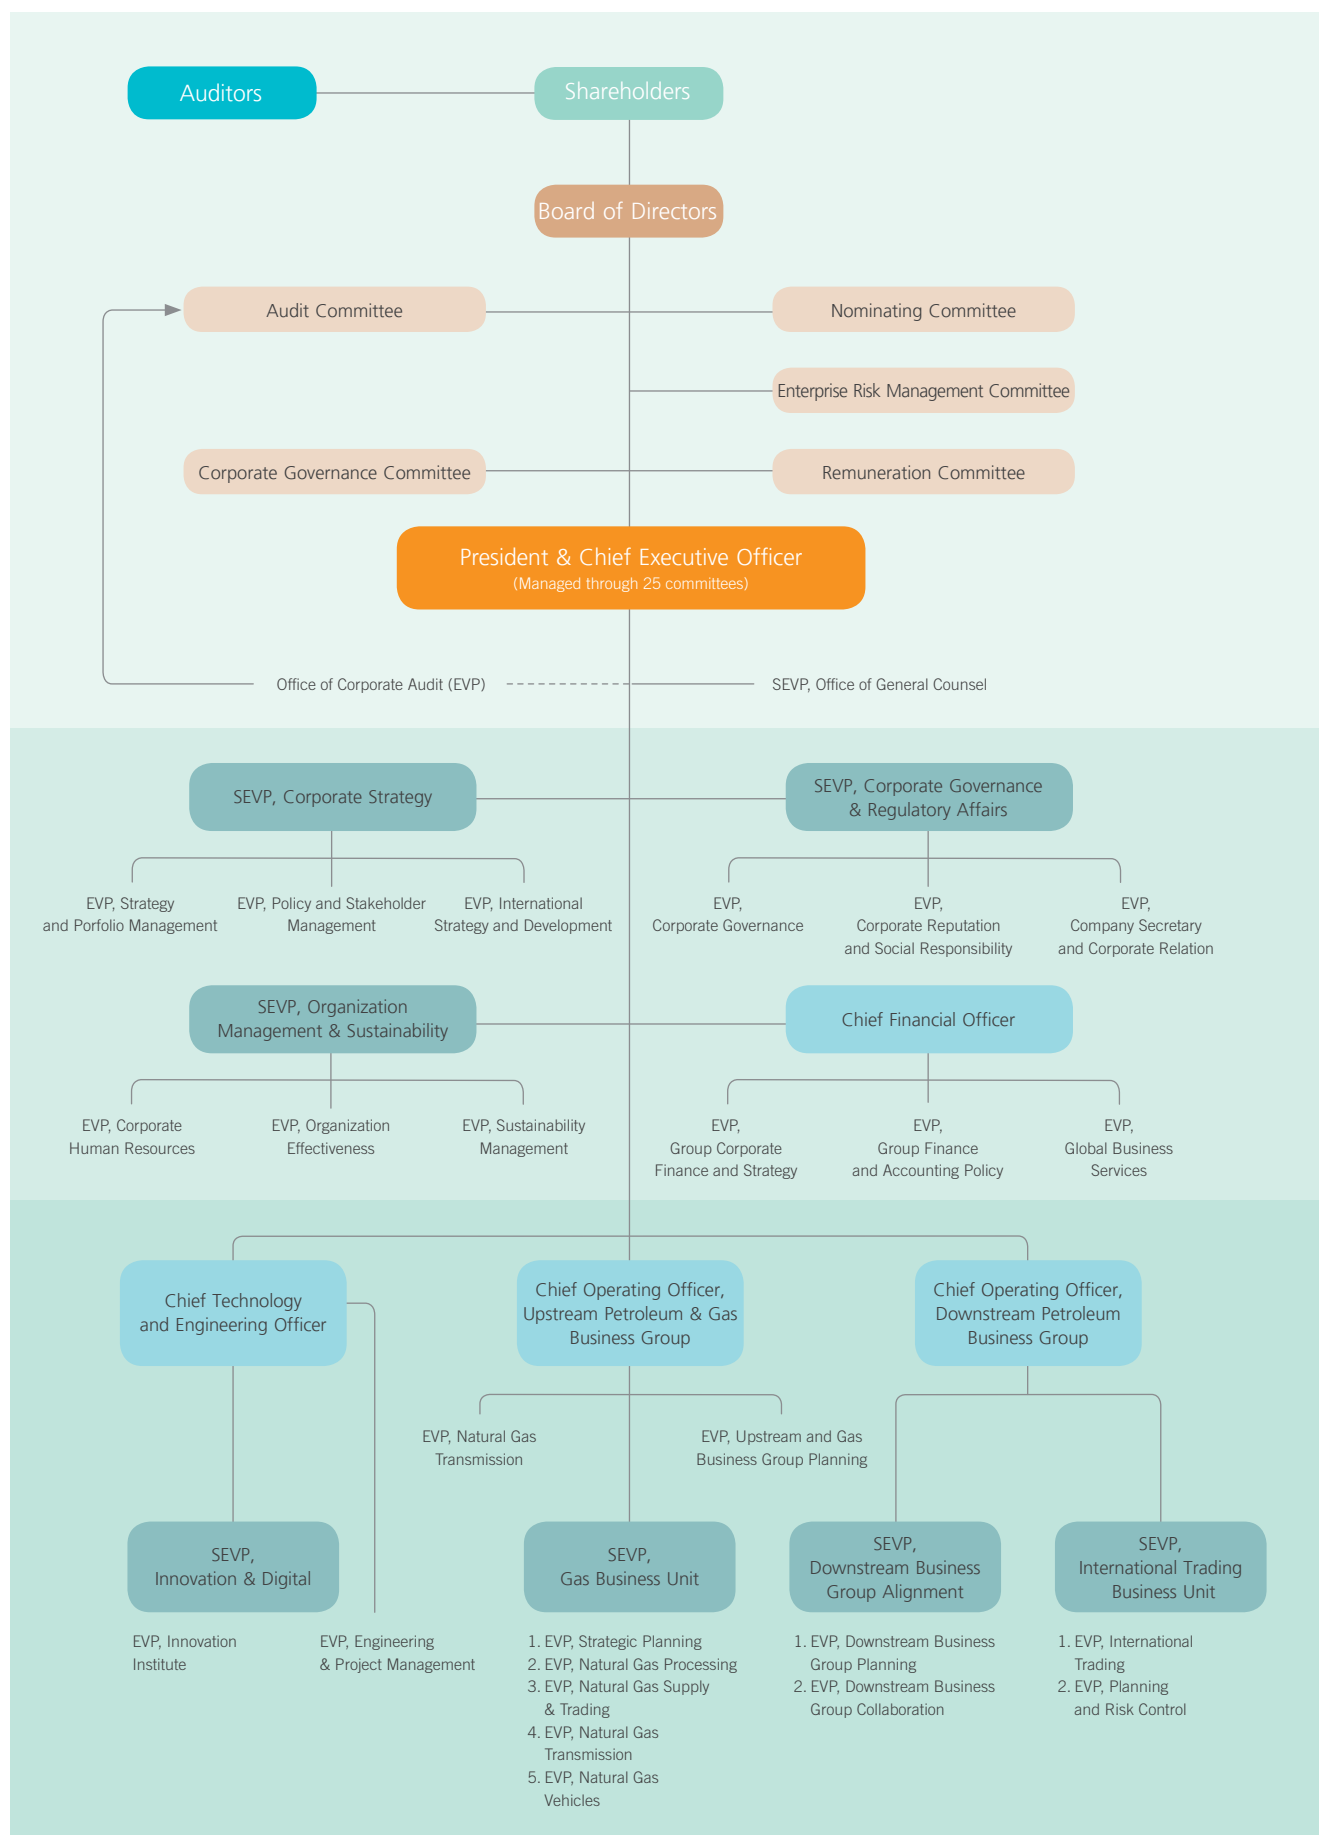 Auditors
Shareholders
Board of Directors
Audit Committee
Nominating Committee
Enterprise Risk Management Committee
Corporate Governance Committee
Remuneration Committee
President & Chief Executive Officer
(Managed through 25 committees)
Office of Corporate Audit (EVP)
SEVP, Office of General Counsel
SEVP, Corporate Strategy
SEVP, Corporate Governance
& Regulatory Affairs
EVP, Strategy
and Porfolio Management
EVP, Policy and Stakeholder
Management
EVP, International
Strategy and Development
EVP,
Corporate Governance
EVP,
Corporate Reputation
and Social Responsibility
EVP,
Company Secretary
and Corporate Relation
SEVP, Organization
Management & Sustainability
Chief Financial Officer
EVP, Corporate
Human Resources
EVP, Organization
Effectiveness
EVP, Sustainability
Management
EVP,
Group Corporate
Finance and Strategy
EVP,
Group Finance
and Accounting Policy
EVP,
Global Business
Services
Chief Technology
and Engineering Officer
Chief Operating Officer,
Upstream Petroleum & Gas
Business Group
Chief Operating Officer,
Downstream Petroleum
Business Group
EVP, Natural Gas
Transmission
EVP, Upstream and Gas
Business Group Planning
SEVP,
Innovation & Digital
SEVP,
Gas Business Unit
SEVP,
Downstream Business
Group Alignment
SEVP,
International Trading
Business Unit
EVP, Innovation
Institute
EVP, Engineering
& Project Management
1. EVP, Strategic Planning
2. EVP, Natural Gas Processing
3. EVP, Natural Gas Supply
& Trading
4. EVP, Natural Gas
Transmission
5. EVP, Natural Gas
Vehicles
1. EVP, Downstream Business
Group Planning
2. EVP, Downstream Business
Group Collaboration
1. EVP, International
Trading
2. EVP, Planning
and Risk Control